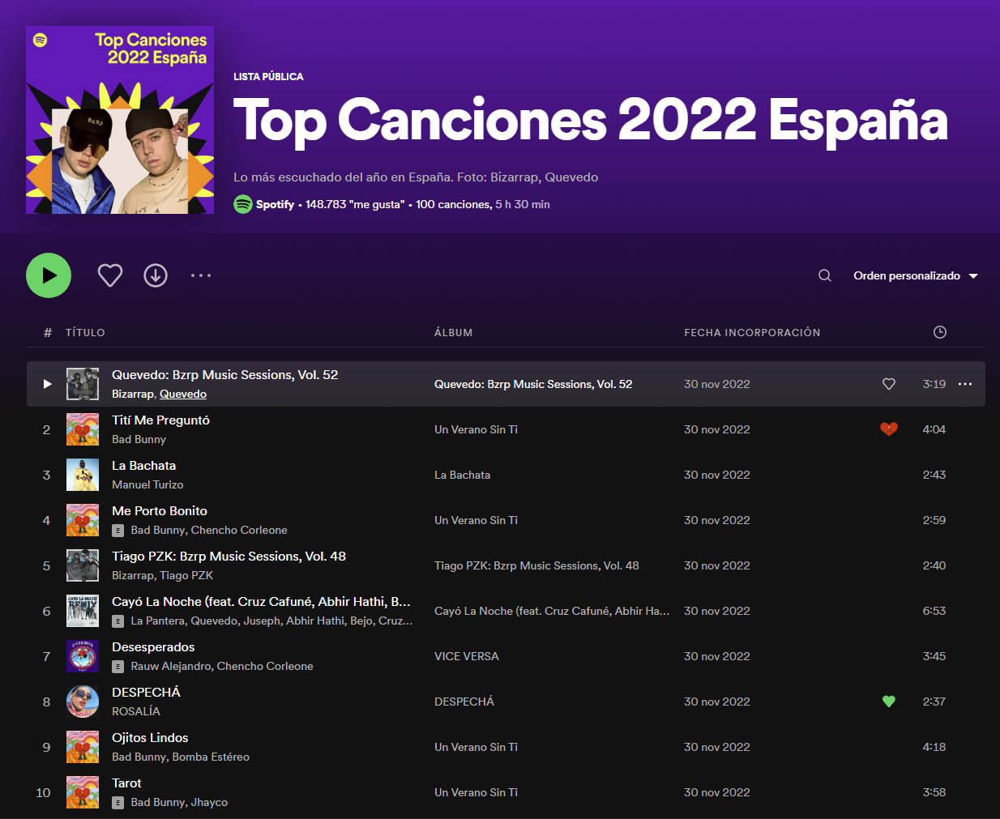 Top Canciones
2022 España
BZRP
LISTA PÚBLICA
Top Canciones 2022 España
Lo más escuchado del año en España. Foto: Bizarrap, Quevedo
Spotify • 148.783 "me gusta" • 100 canciones, 5 h 30 min
Orden personalizado
# TÍTULO ÁLBUM FECHA INCORPORACIÓN
Quevedo: Bzrp Music Sessions, Vol. 52
Bizarrap, Quevedo
Quevedo: Bzrp Music Sessions, Vol. 52 30 nov 2022 3:19
2 Tití Me Preguntó
Bad Bunny
Un Verano Sin Ti 30 nov 2022 4:04
3 La Bachata
Manuel Turizo
La Bachata 30 nov 2022 2:43
4 Me Porto Bonito
E Bad Bunny, Chencho Corleone
Un Verano Sin Ti 30 nov 2022 2:59
5 Tiago PZK: Bzrp Music Sessions, Vol. 48
Bizarrap, Tiago PZK
Tiago PZK: Bzrp Music Sessions, Vol. 48 30 nov 2022 2:40
CAYÓ LA NOCHE
REMIX
6 Cayó La Noche (feat. Cruz Cafuné, Abhir Hathi, B...
E La Pantera, Quevedo, Juseph, Abhir Hathi, Bejo, Cruz...
Cayó La Noche (feat. Cruz Cafuné, Abhir Ha... 30 nov 2022 6:53
7 Desesperados
E Rauw Alejandro, Chencho Corleone
VICE VERSA 30 nov 2022 3:45
8 DESPECHÁ
ROSALÍA
DESPECHÁ 30 nov 2022 2:37
9 Ojitos Lindos
Bad Bunny, Bomba Estéreo
Un Verano Sin Ti 30 nov 2022 4:18
10 Tarot
E Bad Bunny, Jhayco
Un Verano Sin Ti 30 nov 2022 3:58